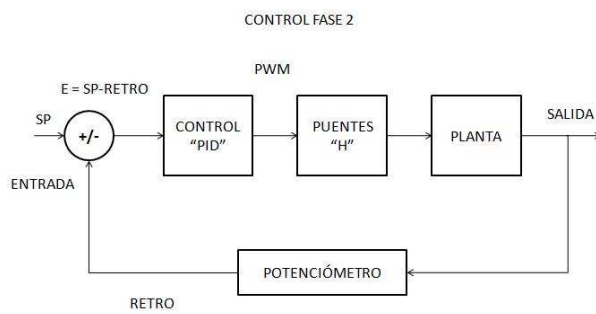 CONTROL FASE 2
PWM
E = SP-RETRO
SP
+/-
CONTROL
“PID”
PUENTES
“H”
PLANTA
SALIDA
ENTRADA
POTENCIÓMETRO
RETRO